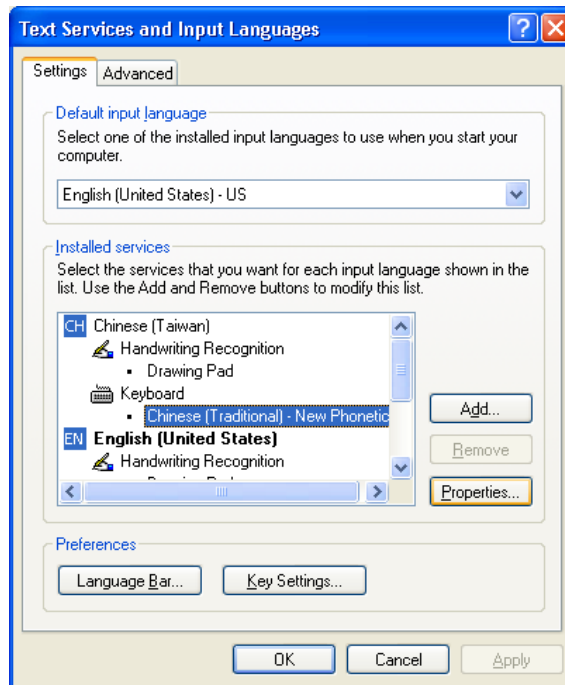 Text Services and Input Languages
Settings
Advanced
Default input language
Select one of the installed input languages to use when you start your
computer.
English (United States) - US
Installed services
Select the services that you want for each input language shown in the
list. Use the Add and Remove buttons to modify this list.
CH Chinese (Taiwan)
Handwriting Recognition
• Drawing Pad
Keyboard
• Chinese (Traditional) - New Phonetic
EN English (United States)
Handwriting Recognition
Add...
Remove
Properties...
Preferences
Language Bar...
Key Settings...
OK
Cancel
Apply